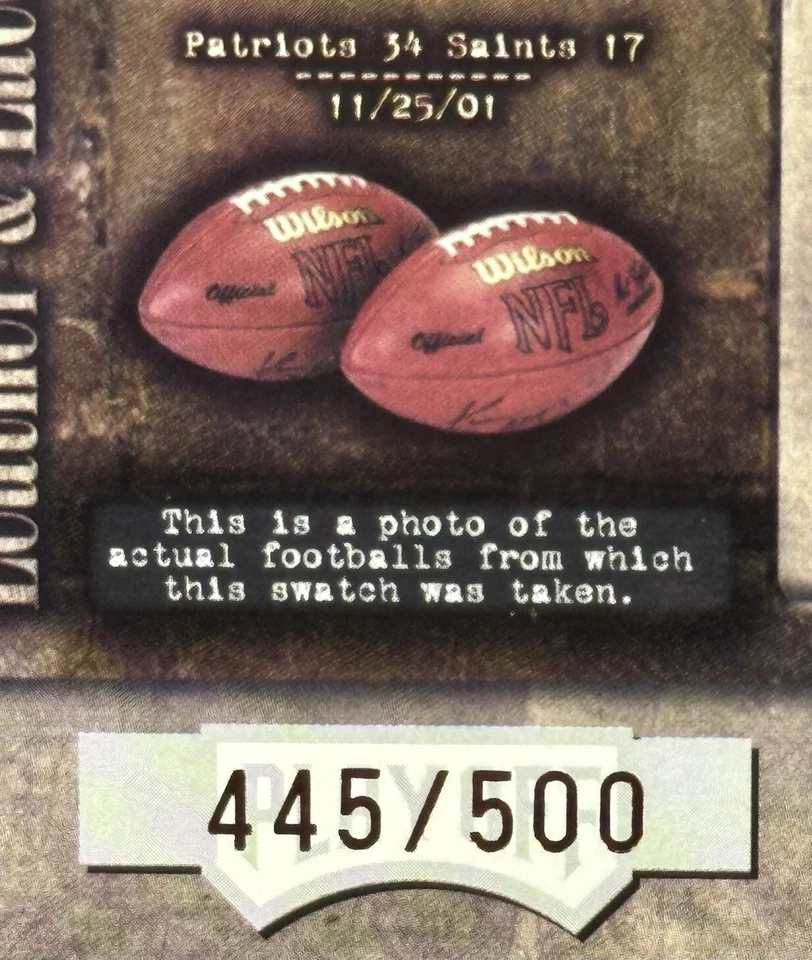 Patriots 34 Saints 17
-----------
11/25/01
Wilson
NFL
Official
Wilson
NFL
Official
This is a photo of the
actual footballs from which
this swatch was taken.
PLAYOFF
445/500